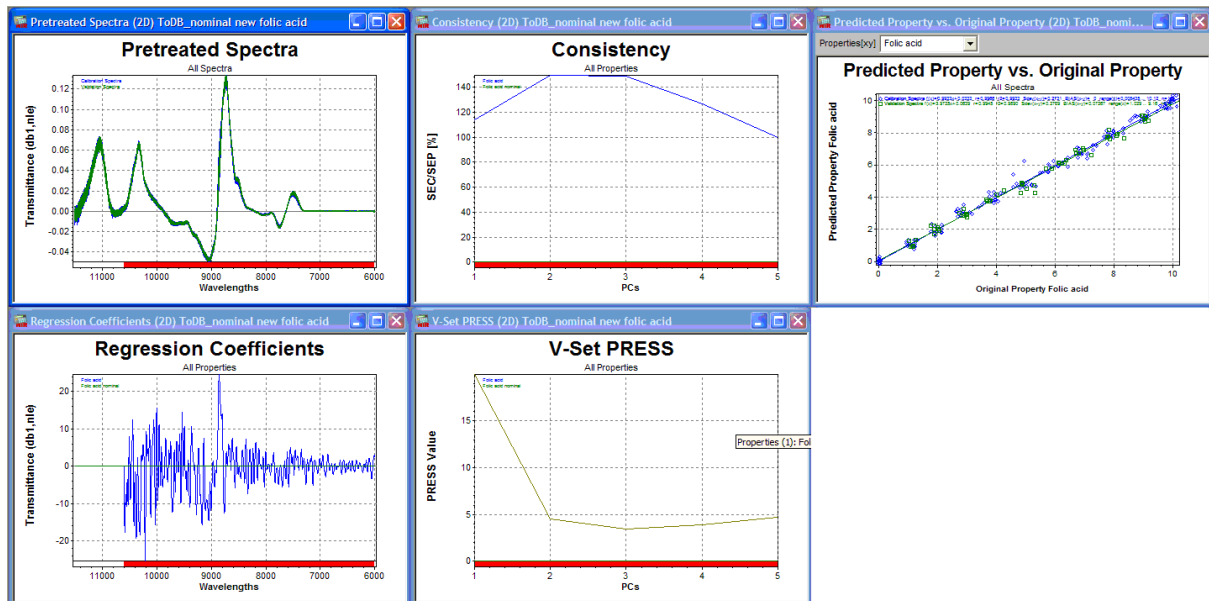 Pretreated Spectra (2D) ToDB_nominal new folic acid
Pretreated Spectra
All Spectra
Calibration Spectra
Validation Spectra
Transmittance (db1,nle)
0.12
0.10
0.08
0.06
0.04
0.02
0.00
-0.02
-0.04
11000 10000 9000 8000 7000 6000
Wavelengths
Consistency (2D) ToDB_nominal new folic acid
Consistency
All Properties
Folic acid
Folic acid nominal
SEC/SEP [%]
140
120
100
80
60
40
20
0
1 2 3 4 5
PCs
Predicted Property vs. Original Property (2D) ToDB_nomi...
Properties[xy] Folic acid
Predicted Property vs. Original Property
All Spectra
Calibration Spectra
Validation Spectra
Predicted Property Folic acid
10
8
6
4
2
0
0 2 4 6 8 10
Original Property Folic acid
Regression Coefficients (2D) ToDB_nominal new folic acid
Regression Coefficients
All Properties
Folic acid
Folic acid nominal
Transmittance (db1,nle)
20
10
0
-10
-20
11000 10000 9000 8000 7000 6000
Wavelengths
V-Set PRESS (2D) ToDB_nominal new folic acid
V-Set PRESS
All Properties
Folic acid
Folic acid nominal
PRESS Value
15
10
5
0
1 2 3 4 5
PCs
Properties (1): Fol